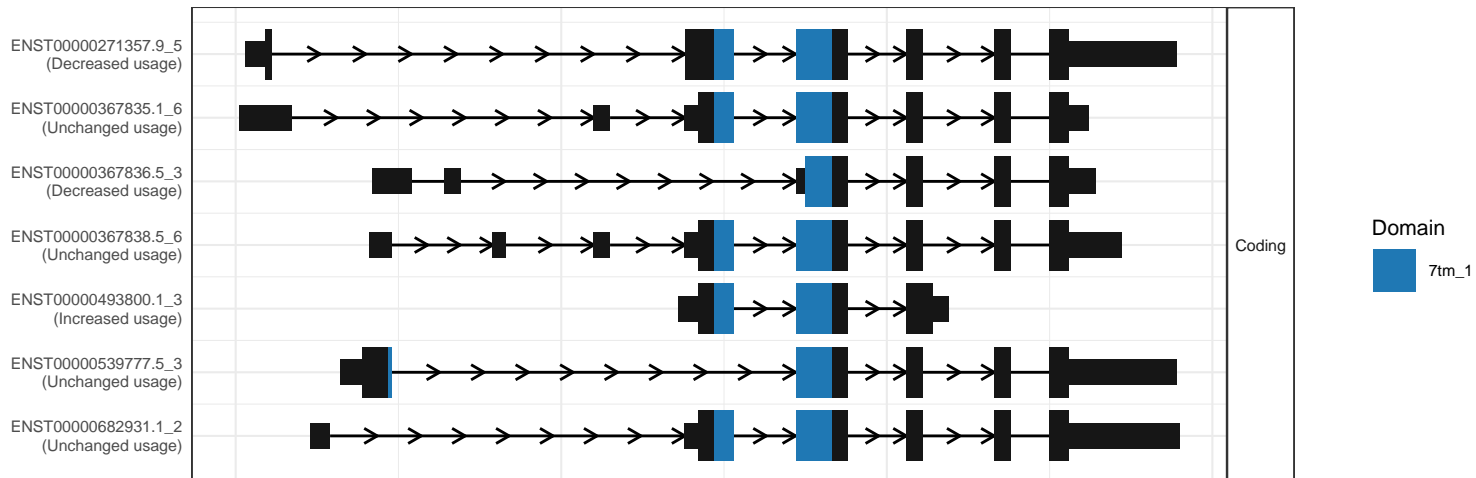 ENST00000271357.9_5
(Decreased usage)
ENST00000367835.1_6
(Unchanged usage)
ENST00000367836.5_3
(Decreased usage)
ENST00000367838.5_6
(Unchanged usage)
ENST00000493800.1_3
(Increased usage)
ENST00000539777.5_3
(Unchanged usage)
ENST00000682931.1_2
(Unchanged usage)
Coding
Domain
7tm_1